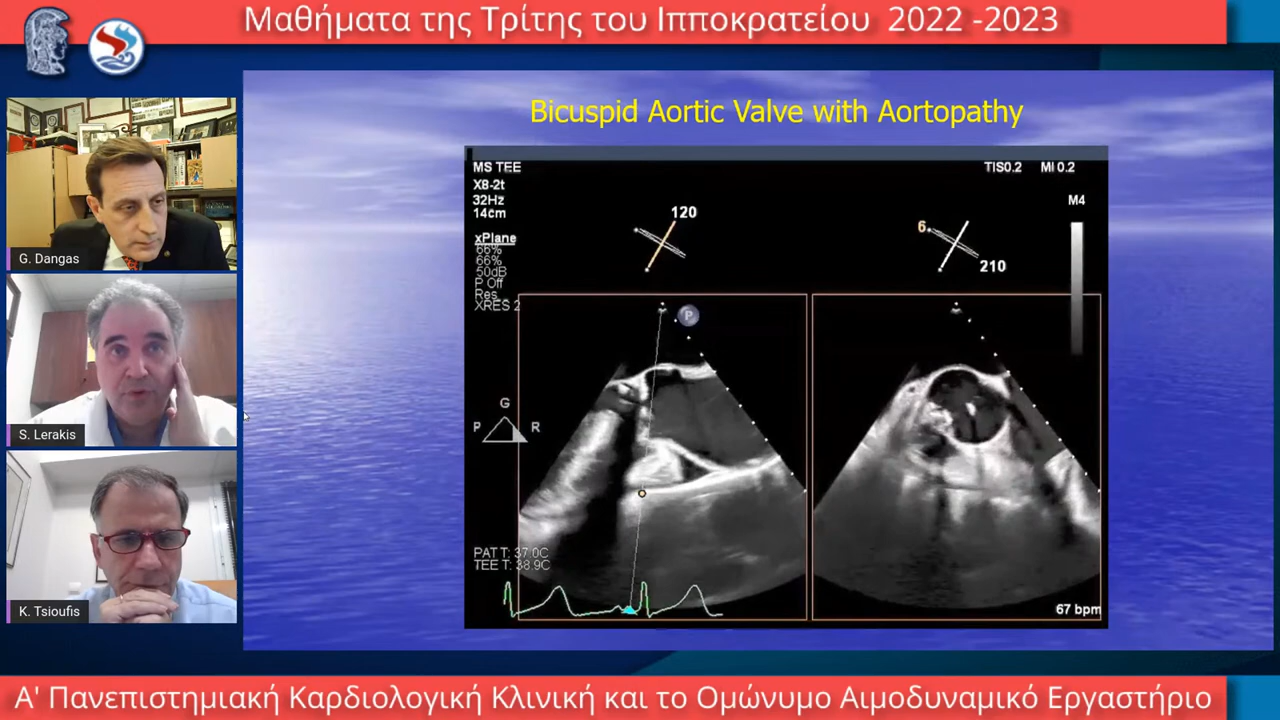 Μαθήματα της Τρίτης του Ιπποκρατείου 2022 -2023
G. Dangas
S. Lerakis
K. Tsioufis
Bicuspid Aortic Valve with Aortopathy
MS TEE
X8-2t
32Hz
14cm
xPlane
66%
66%
50dB
P Off
Res
XRES 2
TIS0.2 MI 0.2
M4
120
6
210
P
G
P R
PAT T: 37.0C
TEE T: 38.9C
67 bpm
Α' Πανεπιστημιακή Καρδιολογική Κλινική και το Ομώνυμο Αιμοδυναμικό Εργαστήριο